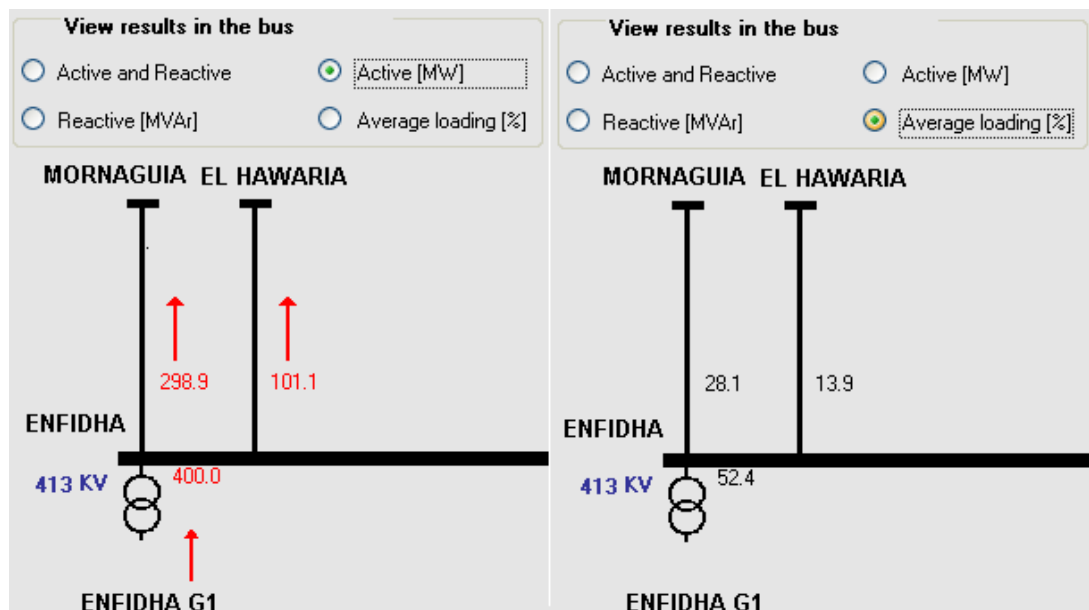 View results in the bus
Active and Reactive
Active [MW]
Reactive [MVAr]
Average loading [%]
MORNAGUIA EL HAWARIA
298.9
101.1
ENFIDHA
400.0
413 KV
ENFIDHA G1
View results in the bus
Active and Reactive
Active [MW]
Reactive [MVAr]
Average loading [%]
MORNAGUIA EL HAWARIA
28.1
13.9
ENFIDHA
52.4
413 KV
ENFIDHA G1